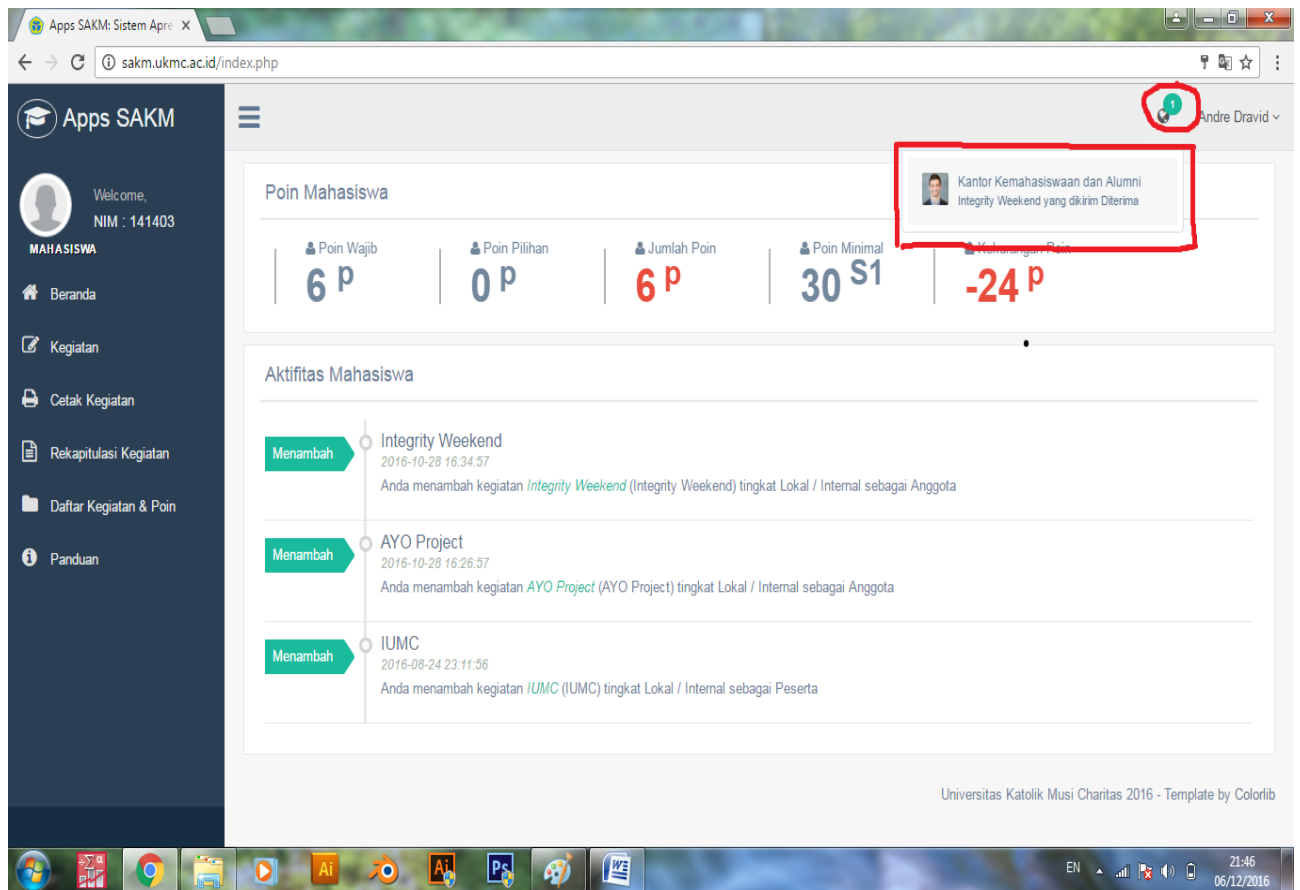 Apps SAKM: Sistem Apre
sakm.ukmc.ac.id/index.php
Apps SAKM
1
Andre Dravid
Welcome,
NIM : 141403
MAHASISWA
Beranda
Kegiatan
Cetak Kegiatan
Rekapitulasi Kegiatan
Daftar Kegiatan & Poin
Panduan
Kantor Kemahasiswaan dan Alumni
Integrity Weekend yang dikirim Diterima
Poin Mahasiswa
Poin Wajib
6 p
Poin Pilihan
0 p
Jumlah Poin
6 p
Poin Minimal
30 S1
Kekurangan Poin
-24 p
Aktifitas Mahasiswa
Menambah
Integrity Weekend
2016-10-28 16:34:57
Anda menambah kegiatan Integrity Weekend (Integrity Weekend) tingkat Lokal / Internal sebagai Anggota
Menambah
AYO Project
2016-10-28 16:26:57
Anda menambah kegiatan AYO Project (AYO Project) tingkat Lokal / Internal sebagai Anggota
Menambah
IUMC
2016-08-24 23:11:56
Anda menambah kegiatan IUMC (IUMC) tingkat Lokal / Internal sebagai Peserta
Universitas Katolik Musi Charitas 2016 - Template by Colorlib
Ai
Ai
Ps
W
EN
21:46
06/12/2016